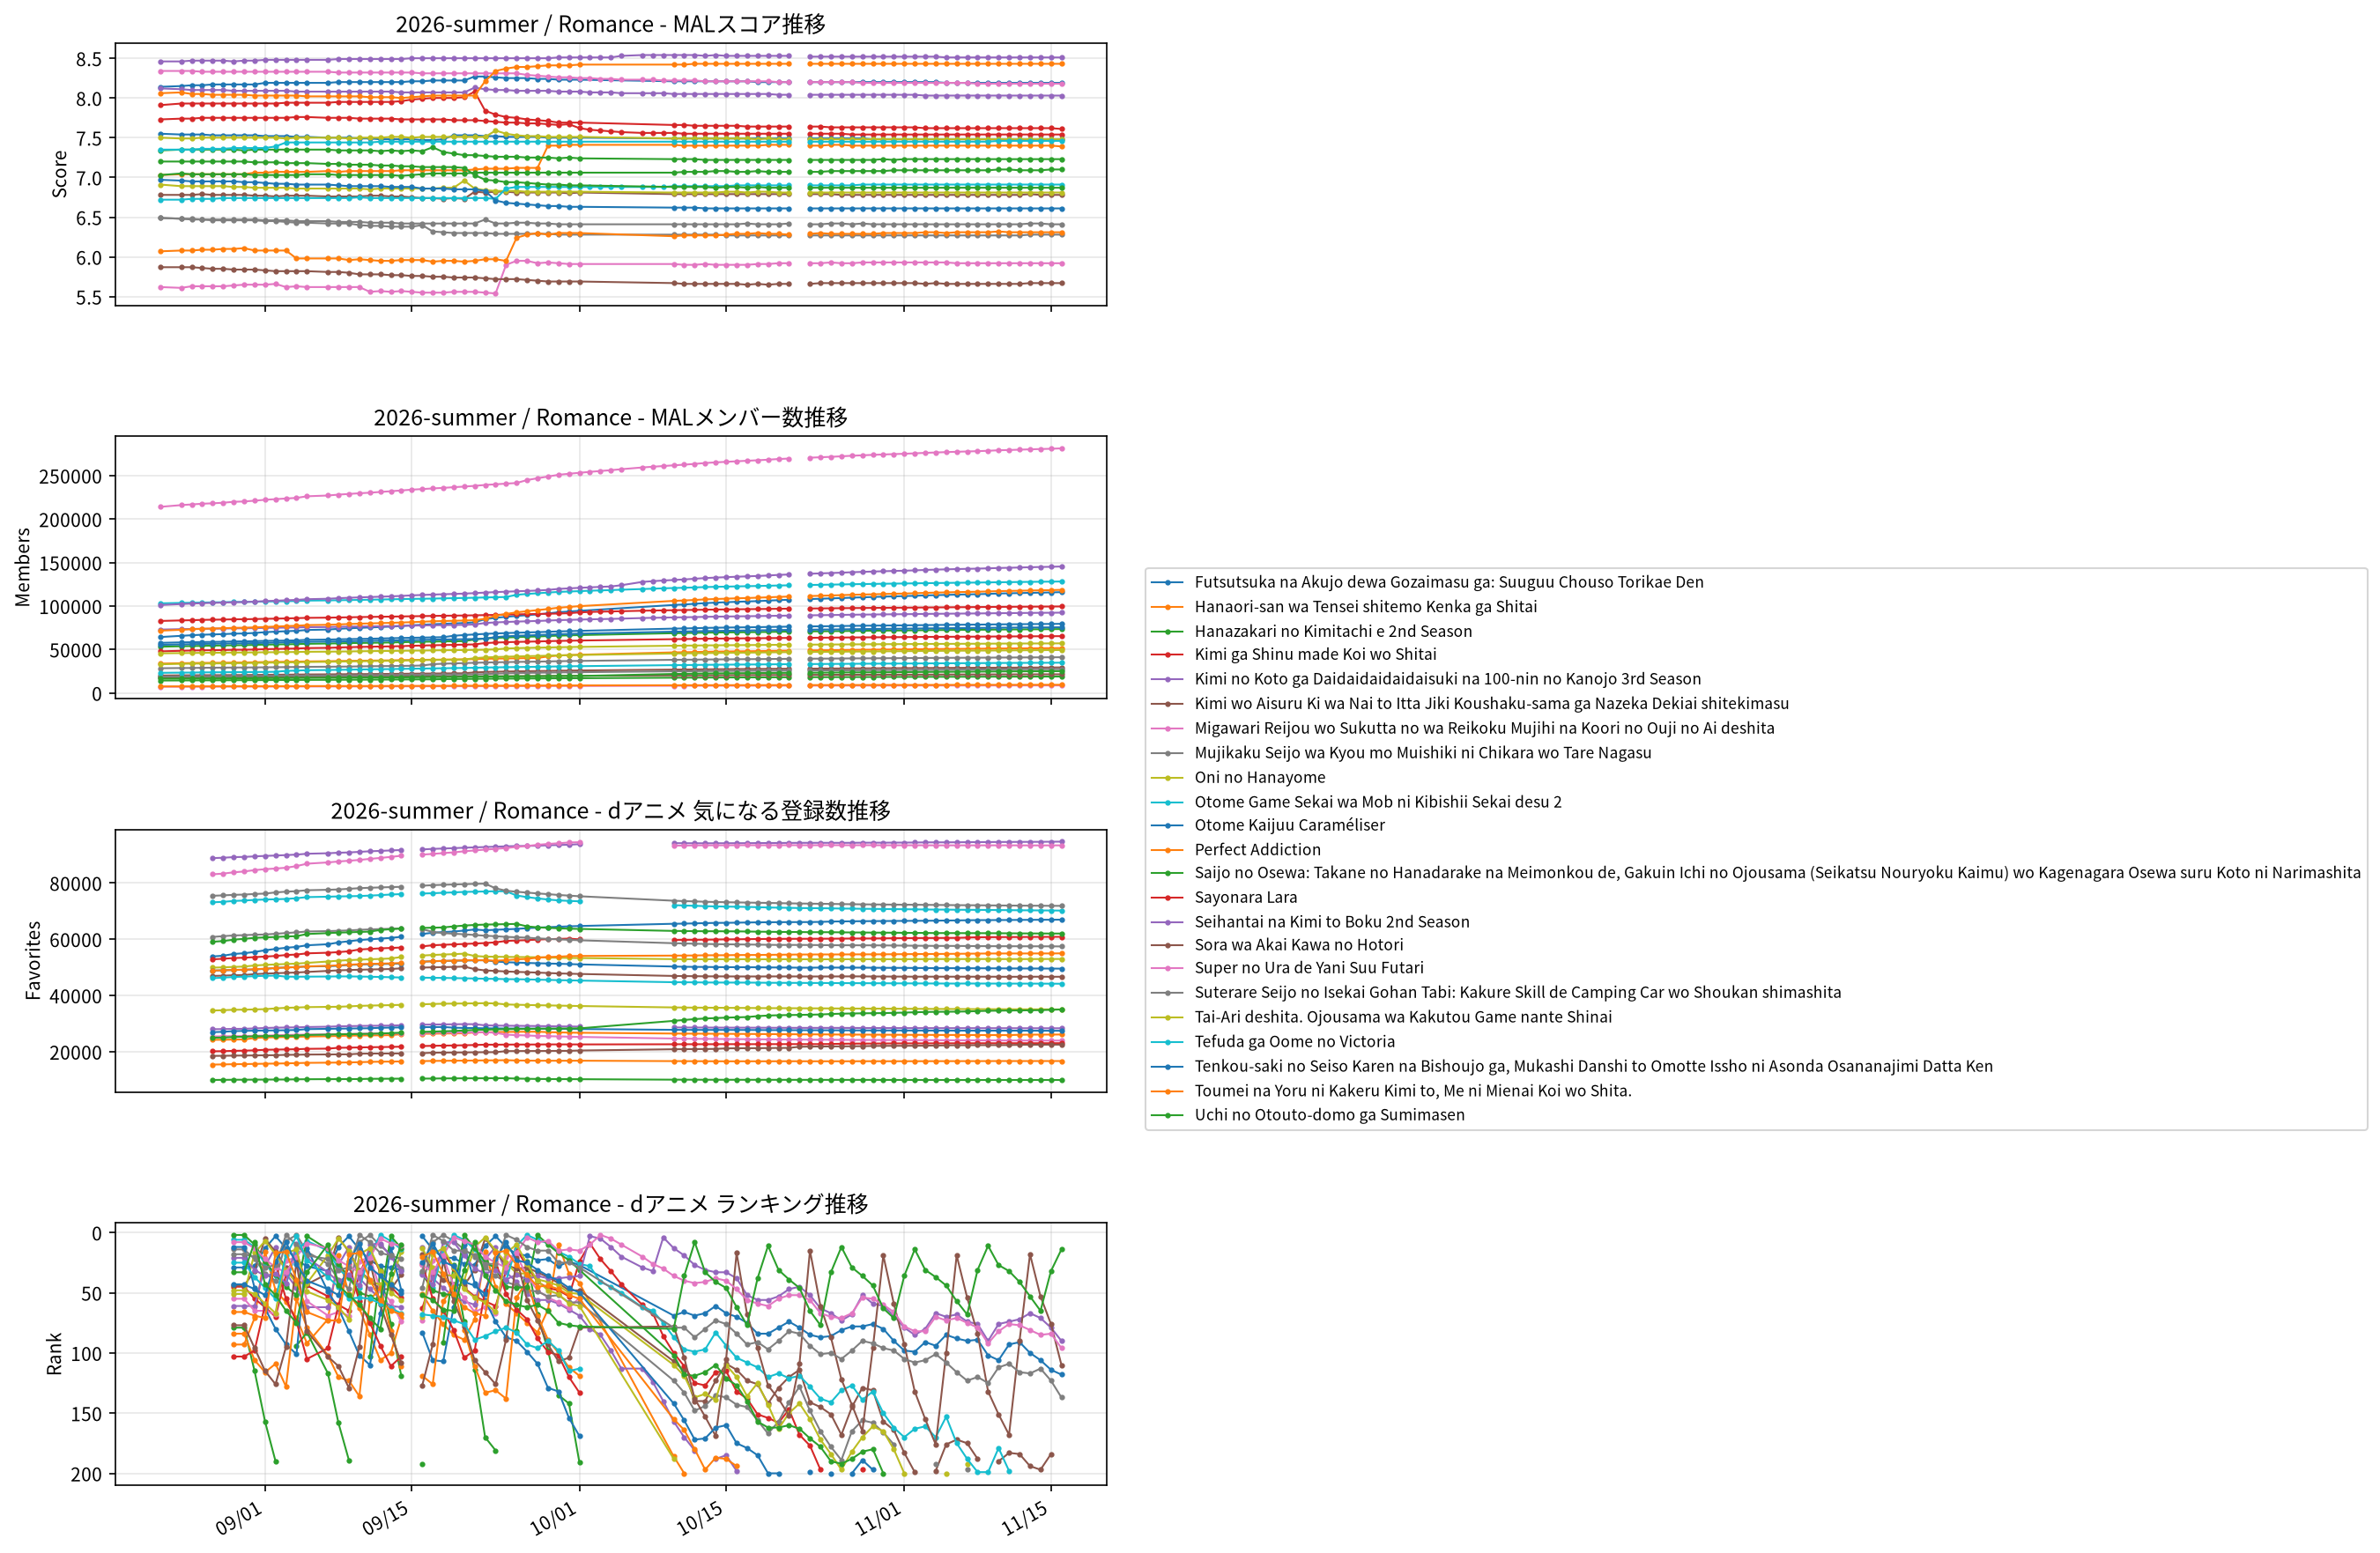 2026-summer / Romance - MALスコア推移
8.5
8.0
7.5
7.0
6.5
6.0
5.5
Score
2026-summer / Romance - MALメンバー数推移
250000
200000
150000
100000
50000
0
Members
Futsutsuka na Akujo dewa Gozaimasu ga: Suuguu Chouso Torikae Den
Hanaori-san wa Tensei shitemo Kenka ga Shitai
Hanazakari no Kimitachi e 2nd Season
Kimi ga Shinu made Koi wo Shitai
Kimi no Koto ga Daidaidaidaidaisuki na 100-nin no Kanojo 3rd Season
Kimi wo Aisuru Ki wa Nai to Itta Jiki Koushaku-sama ga Nazeka Dekiai shitekimasu
Migawari Reijou wo Sukutta no wa Reikoku Mujihi na Koori no Ouji no Ai deshita
Mujikaku Seijo wa Kyou mo Muishiki ni Chikara wo Tare Nagasu
Oni no Hanayome
Otome Game Sekai wa Mob ni Kibishii Sekai desu 2
Otome Kaijuu Caraméliser
Perfect Addiction
Saijo no Osewa: Takane no Hanadarake na Meimonkou de, Gakuin Ichi no Ojousama (Seikatsu Nouryoku Kaimu) wo Kagenagara Osewa suru Koto ni Narimashita
Sayonara Lara
Seihantai na Kimi to Boku 2nd Season
Sora wa Akai Kawa no Hotori
Super no Ura de Yani Suu Futari
Suterare Seijo no Isekai Gohan Tabi: Kakure Skill de Camping Car wo Shoukan shimashita
Tai-Ari deshita. Ojousama wa Kakutou Game nante Shinai
Tefuda ga Oome no Victoria
Tenkou-saki no Seiso Karen na Bishoujo ga, Mukashi Danshi to Omotte Issho ni Asonda Osananajimi Datta Ken
Toumei na Yoru ni Kakeru Kimi to, Me ni Mienai Koi wo Shita.
Uchi no Otouto-domo ga Sumimasen
2026-summer / Romance - dアニメ 気になる登録数推移
80000
60000
40000
20000
Favorites
2026-summer / Romance - dアニメ ランキング推移
0
50
100
150
200
Rank
09/01
09/15
10/01
10/15
11/01
11/15